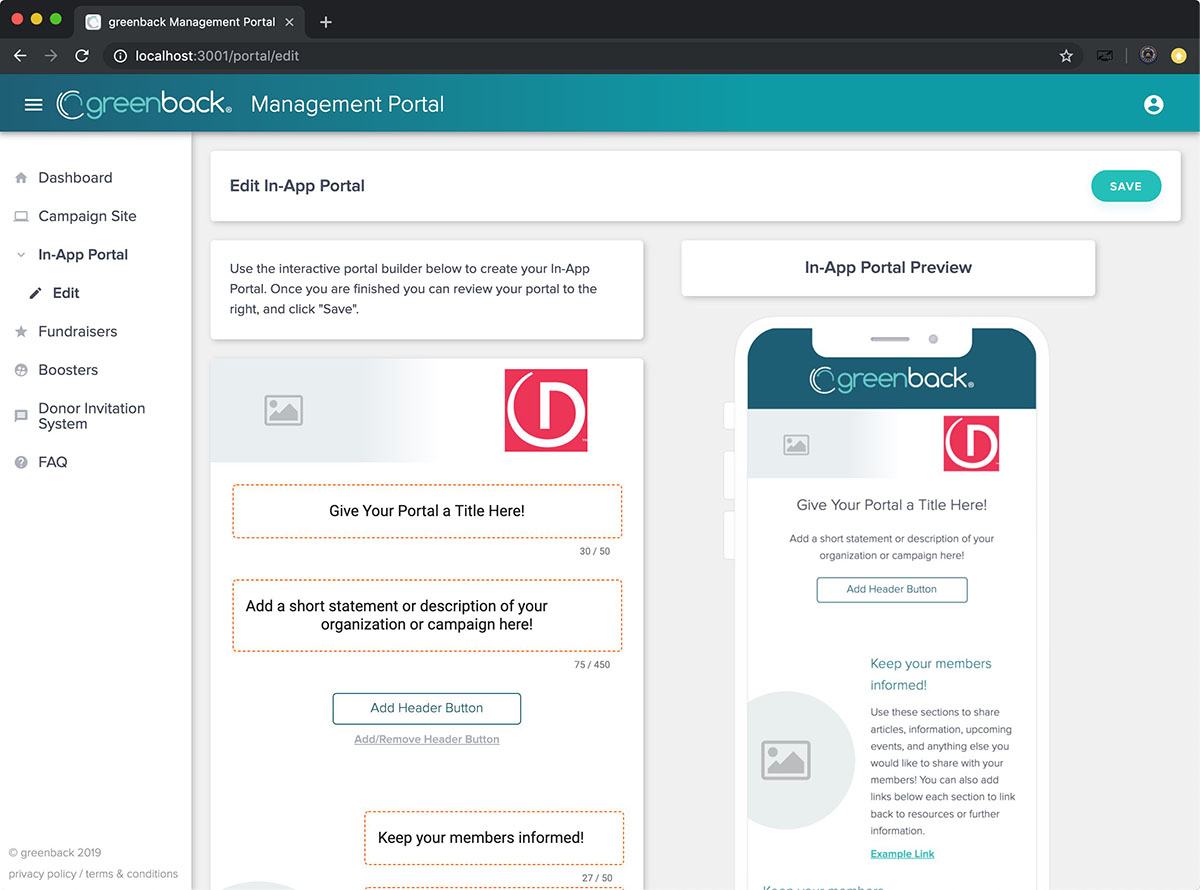 greenback Management Portal
localhost:3001/portal/edit
greenback® Management Portal
Dashboard
Campaign Site
In-App Portal
Edit
Fundraisers
Boosters
Donor Invitation
System
FAQ
© greenback 2019
privacy policy / terms & conditions
Edit In-App Portal
SAVE
Use the interactive portal builder below to create your In-App
Portal. Once you are finished you can review your portal to the
right, and click "Save".
D
Give Your Portal a Title Here!
30 / 50
Add a short statement or description of your
organization or campaign here!
75 / 450
Add Header Button
Add/Remove Header Button
Keep your members informed!
27 / 50
In-App Portal Preview
greenback®
D
Give Your Portal a Title Here!
Add a short statement or description of your
organization or campaign here!
Add Header Button
Keep your members
informed!
Use these sections to share
articles, information, upcoming
events, and anything else you
would like to share with your
members! You can also add
links below each section to link
back to resources or further
information.
Example Link
Keep your members